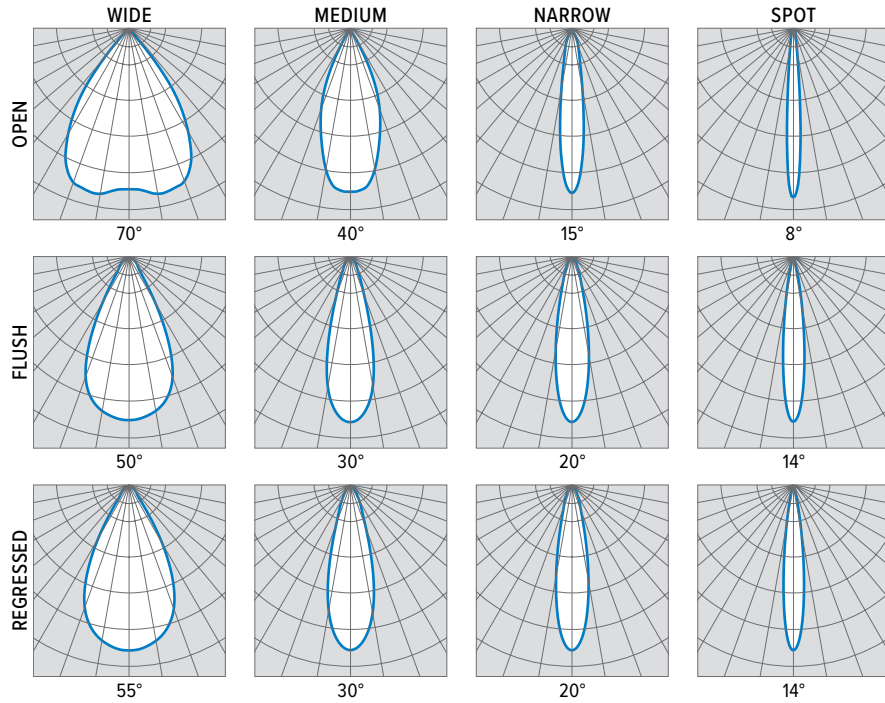 WIDE MEDIUM NARROW SPOT
OPEN
70° 40° 15° 8°
FLUSH
50° 30° 20° 14°
REGRESSED
55° 30° 20° 14°